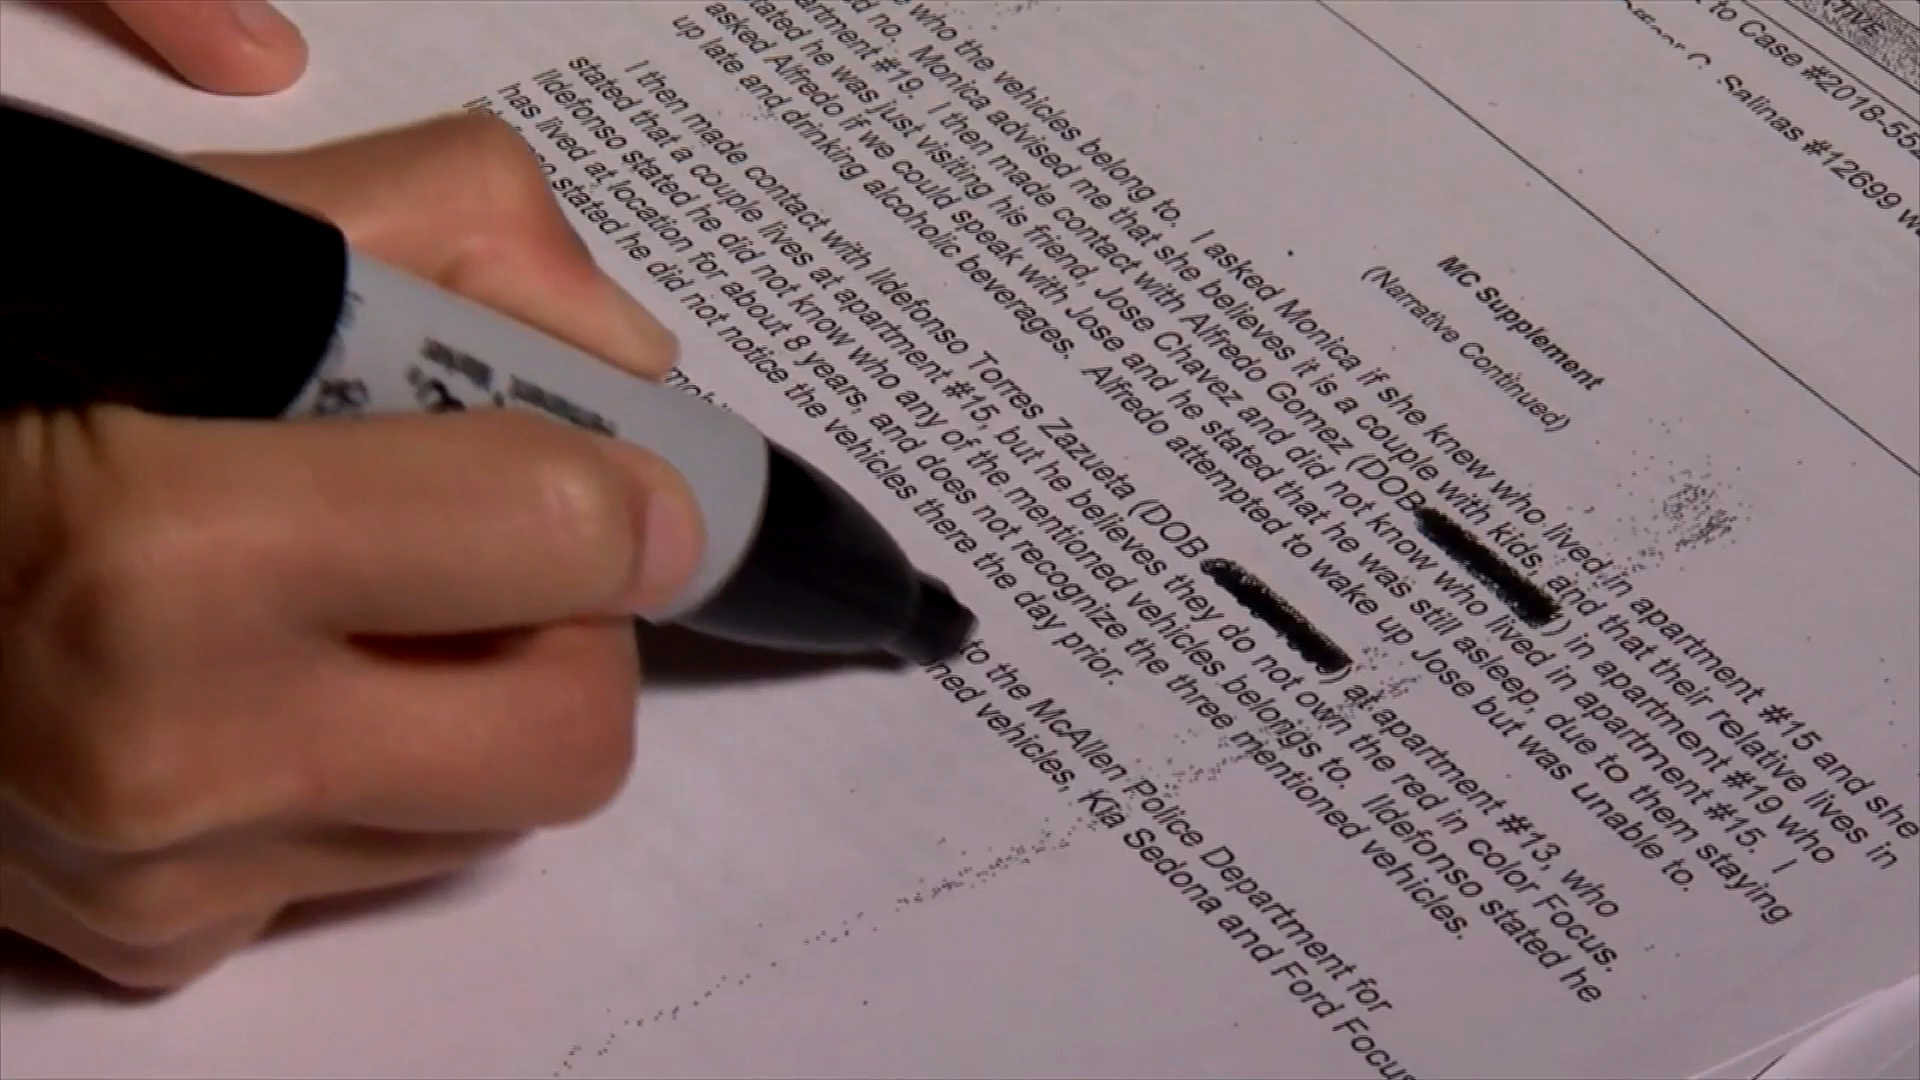 to Case #2018-552
Salinas #12699 w
MC Supplement
(Narrative Continued)
who the vehicles belong to. I asked Monica if she knew who lived in apartment #15 and she
no. Monica advised me that she believes it is a couple with kids and that their relative lives in
artment #19. I then made contact with Alfredo Gomez (DOB ) in apartment #19 who
tated he was just visiting his friend, Jose Chavez and did not know who lived in apartment #15. I
asked Alfredo if we could speak with Jose and he stated that he was still asleep, due to them staying
up late and drinking alcoholic beverages. Alfredo attempted to wake up Jose but was unable to.
I then made contact with Ildefonso Torres Zazueta (DOB ) at apartment #13, who
stated that a couple lives at apartment #15, but he believes they do not own the red in color Focus.
Ildefonso stated he did not know who any of the mentioned vehicles belongs to. Ildefonso stated he
has lived at location for about 8 years, and does not recognize the three mentioned vehicles.
stated he did not notice the vehicles there the day prior.
to the McAllen Police Department for
ned vehicles, Kia Sedona and Ford Focus